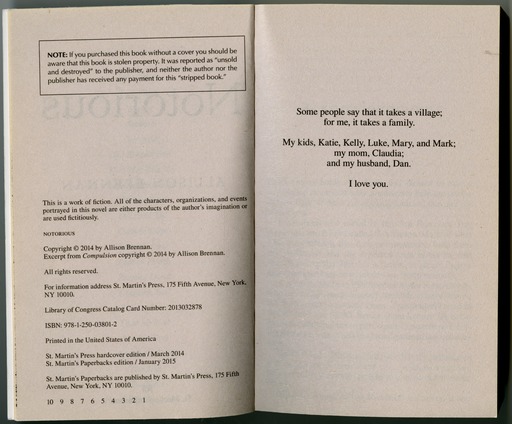 NOTE: If you purchased this book without a cover you should be
aware that this book is stolen property. It was reported as "unsold
and destroyed" to the publisher, and neither the author nor the
publisher has received any payment for this "stripped book."
This is a work of fiction. All of the characters, organizations, and events
portrayed in this novel are either products of the author's imagination or
are used fictitiously.
NOTORIOUS
Copyright © 2014 by Allison Brennan.
Excerpt from Compulsion copyright © 2014 by Allison Brennan.
All rights reserved.
For information address St. Martin's Press, 175 Fifth Avenue, New York,
NY 10010.
Library of Congress Catalog Card Number: 2013032878
ISBN: 978-1-250-03801-2
Printed in the United States of America
St. Martin's Press hardcover edition / March 2014
St. Martin's Paperbacks edition / January 2015
St. Martin's Paperbacks are published by St. Martin's Press, 175 Fifth
Avenue, New York, NY 10010.
10 9 8 7 6 5 4 3 2 1
Some people say that it takes a village;
for me, it takes a family.
My kids, Katie, Kelly, Luke, Mary, and Mark;
my mom, Claudia;
and my husband, Dan.
I love you.